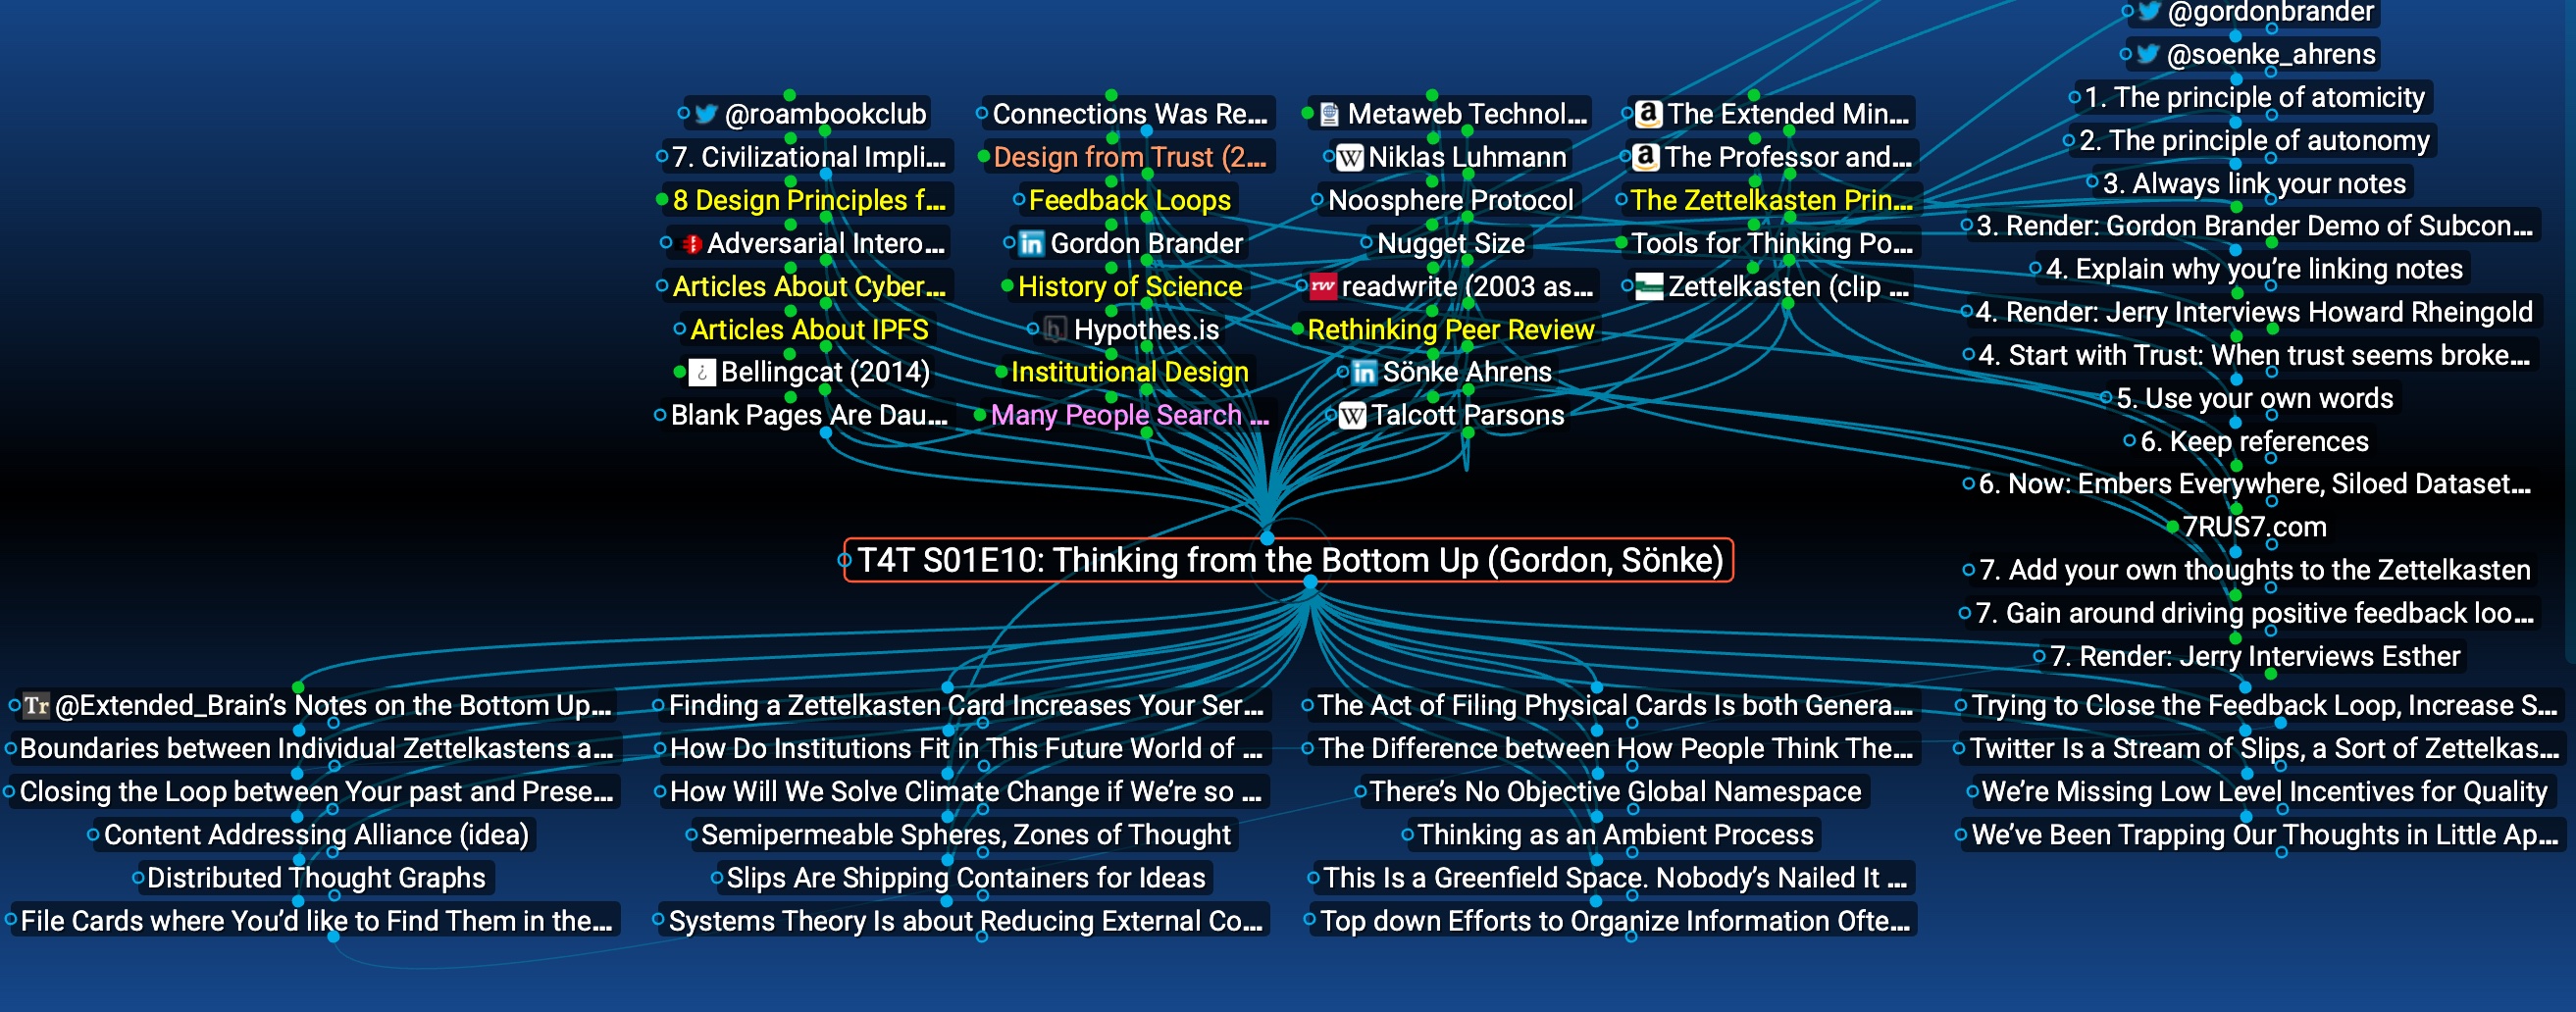 @roambookclub
7. Civilizational Impli...
8 Design Principles f...
Adversarial Intero...
Articles About Cyber...
Articles About IPFS
Bellingcat (2014)
Blank Pages Are Dau...
Connections Was Re...
Design from Trust (2...
Feedback Loops
Gordon Brander
History of Science
Hypothes.is
Institutional Design
Many People Search ...
Metaweb Technol...
Niklas Luhmann
Noosphere Protocol
Nugget Size
readwrite (2003 as...
Rethinking Peer Review
Sönke Ahrens
Talcott Parsons
The Extended Min...
The Professor and...
The Zettelkasten Prin...
Tools for Thinking Po...
Zettelkasten (clip ...
@gordonbrander
@soenke_ahrens
1. The principle of atomicity
2. The principle of autonomy
3. Always link your notes
3. Render: Gordon Brander Demo of Subcon...
4. Explain why you’re linking notes
4. Render: Jerry Interviews Howard Rheingold
4. Start with Trust: When trust seems broke...
5. Use your own words
6. Keep references
6. Now: Embers Everywhere, Siloed Dataset...
7RUS7.com
7. Add your own thoughts to the Zettelkasten
7. Gain around driving positive feedback loo...
7. Render: Jerry Interviews Esther
T4T S01E10: Thinking from the Bottom Up (Gordon, Sönke)
Tr @Extended_Brain’s Notes on the Bottom Up...
Boundaries between Individual Zettelkastens a...
Closing the Loop between Your past and Prese...
Content Addressing Alliance (idea)
Distributed Thought Graphs
File Cards where You’d like to Find Them in the...
Finding a Zettelkasten Card Increases Your Ser...
How Do Institutions Fit in This Future World of ...
How Will We Solve Climate Change if We’re so ...
Semipermeable Spheres, Zones of Thought
Slips Are Shipping Containers for Ideas
Systems Theory Is about Reducing External Co...
The Act of Filing Physical Cards Is both Genera...
The Difference between How People Think The...
There’s No Objective Global Namespace
Thinking as an Ambient Process
This Is a Greenfield Space. Nobody’s Nailed It ...
Top down Efforts to Organize Information Ofte...
Trying to Close the Feedback Loop, Increase S...
Twitter Is a Stream of Slips, a Sort of Zettelkas...
We’re Missing Low Level Incentives for Quality
We’ve Been Trapping Our Thoughts in Little Ap...